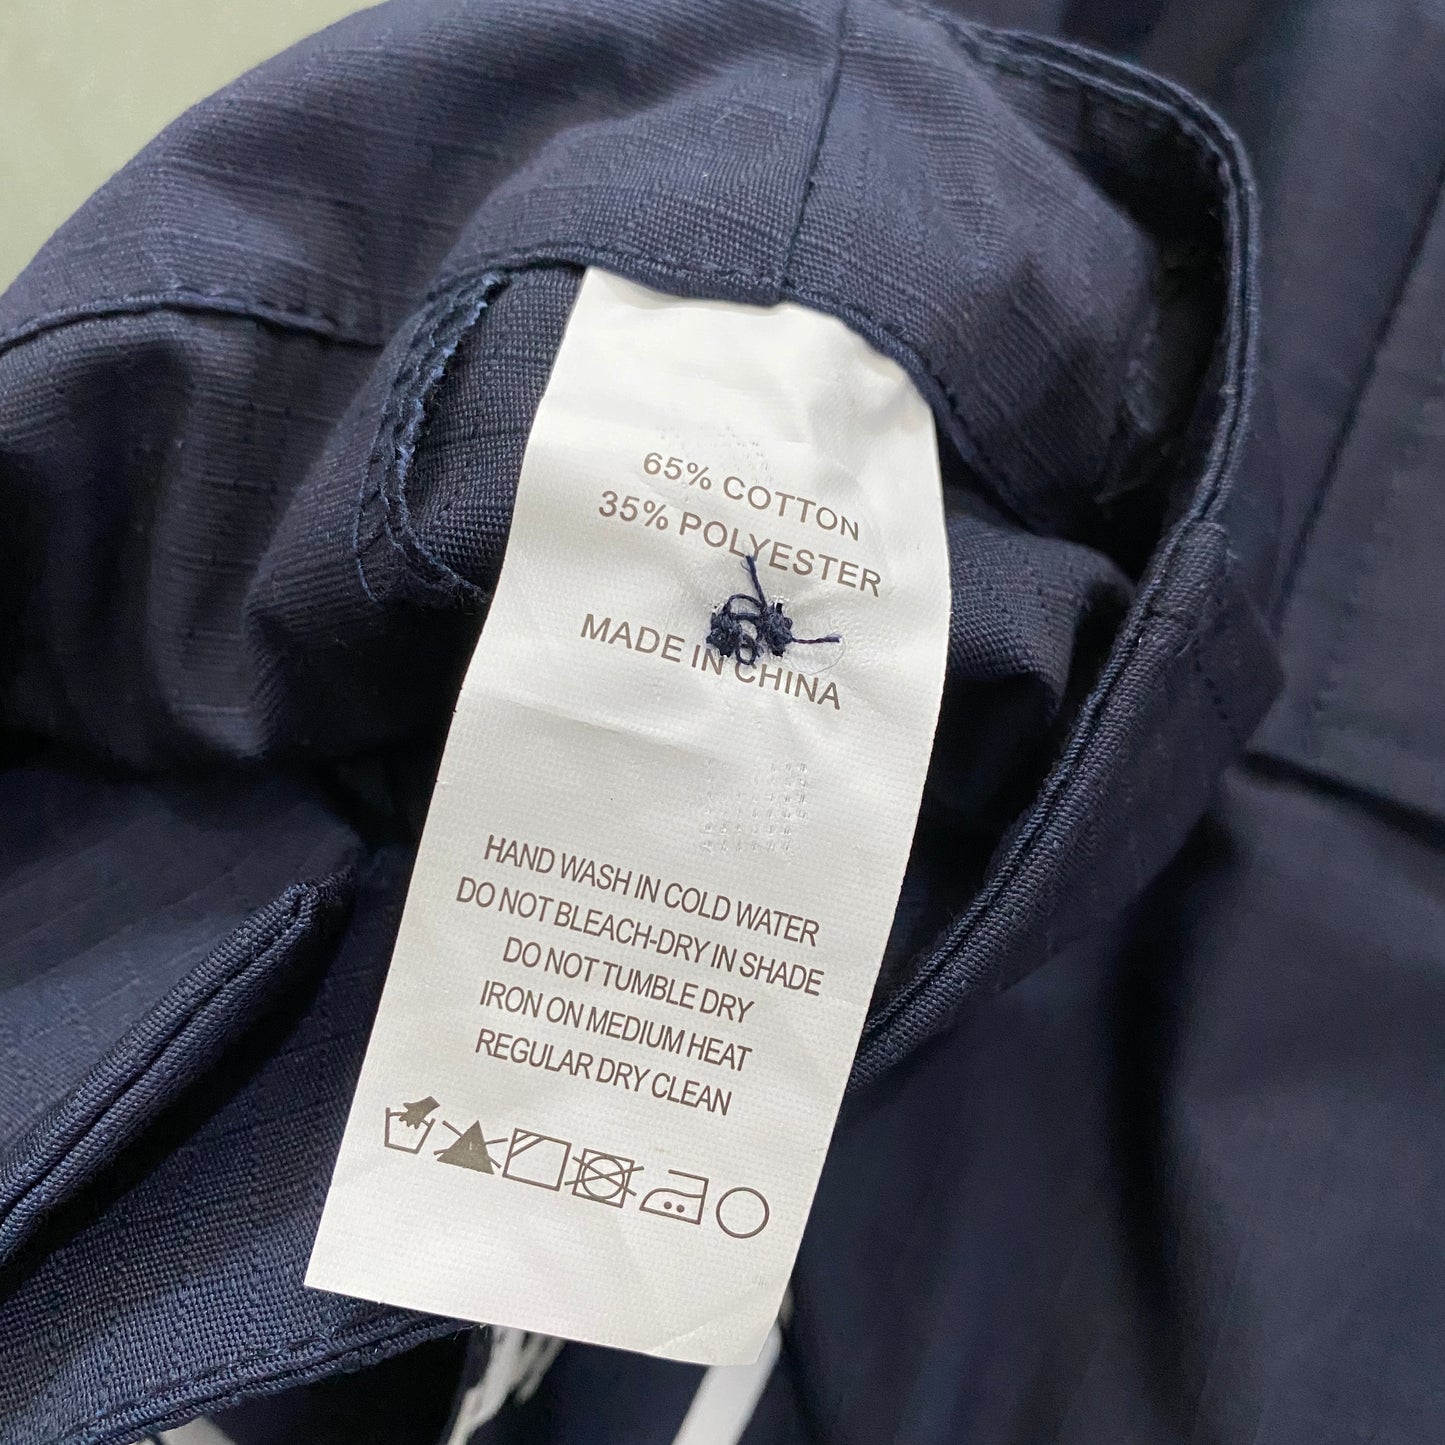 65% COTTON
35% POLYESTER
MADE IN CHINA
HAND WASH IN COLD WATER
DO NOT BLEACH-DRY IN SHADE
DO NOT TUMBLE DRY
IRON ON MEDIUM HEAT
REGULAR DRY CLEAN